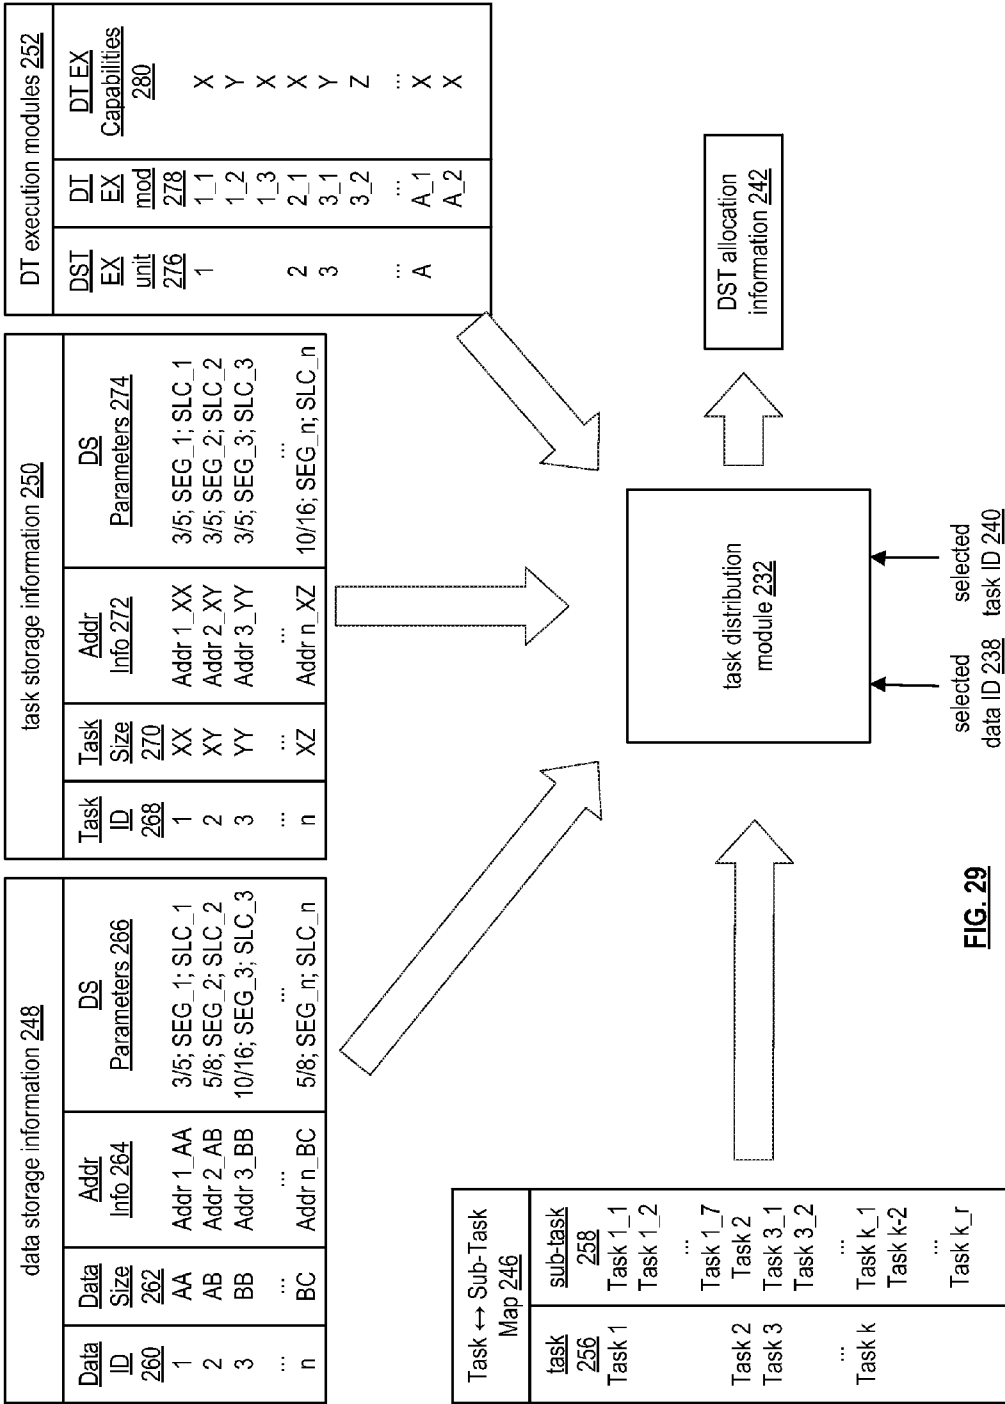 data storage information 248
Data ID 260 | Data Size 262 | Addr Info 264 | DS Parameters 266
1 | AA | Addr 1_AA | 3/5; SEG_1; SLC_1
2 | AB | Addr 2_AB | 5/8; SEG_2; SLC_2
3 | BB | Addr 3_BB | 10/16; SEG_3; SLC_3
... | ... | ... | ...
n | BC | Addr n_BC | 5/8; SEG_n; SLC_n
task storage information 250
Task ID 268 | Task Size 270 | Addr Info 272 | DS Parameters 274
1 | XX | Addr 1_XX | 3/5; SEG_1; SLC_1
2 | XY | Addr 2_XY | 3/5; SEG_2; SLC_2
3 | YY | Addr 3_YY | 3/5; SEG_3; SLC_3
... | ... | ... | ...
n | XZ | Addr n_XZ | 10/16; SEG_n; SLC_n
DT execution modules 252
DST EX unit 276 | DT EX mod 278 | DT EX Capabilities 280
1 | 1_1 | X
1_2 | Y
1_3 | X
2 | 2_1 | X
3 | 3_1 | Y
3_2 | Z
... | ... | ...
A | A_1 | X
A_2 | X
Task ↔ Sub-Task
Map 246
task 256 | sub-task 258
Task 1 | Task 1_1
Task 1_2
...
Task 1_7
Task 2 | Task 2
Task 3 | Task 3_1
Task 3_2
... | ...
Task k | Task k_1
Task k-2
...
Task k_r
task distribution
module 232
selected
data ID 238
selected
task ID 240
DST allocation
information 242
FIG. 29